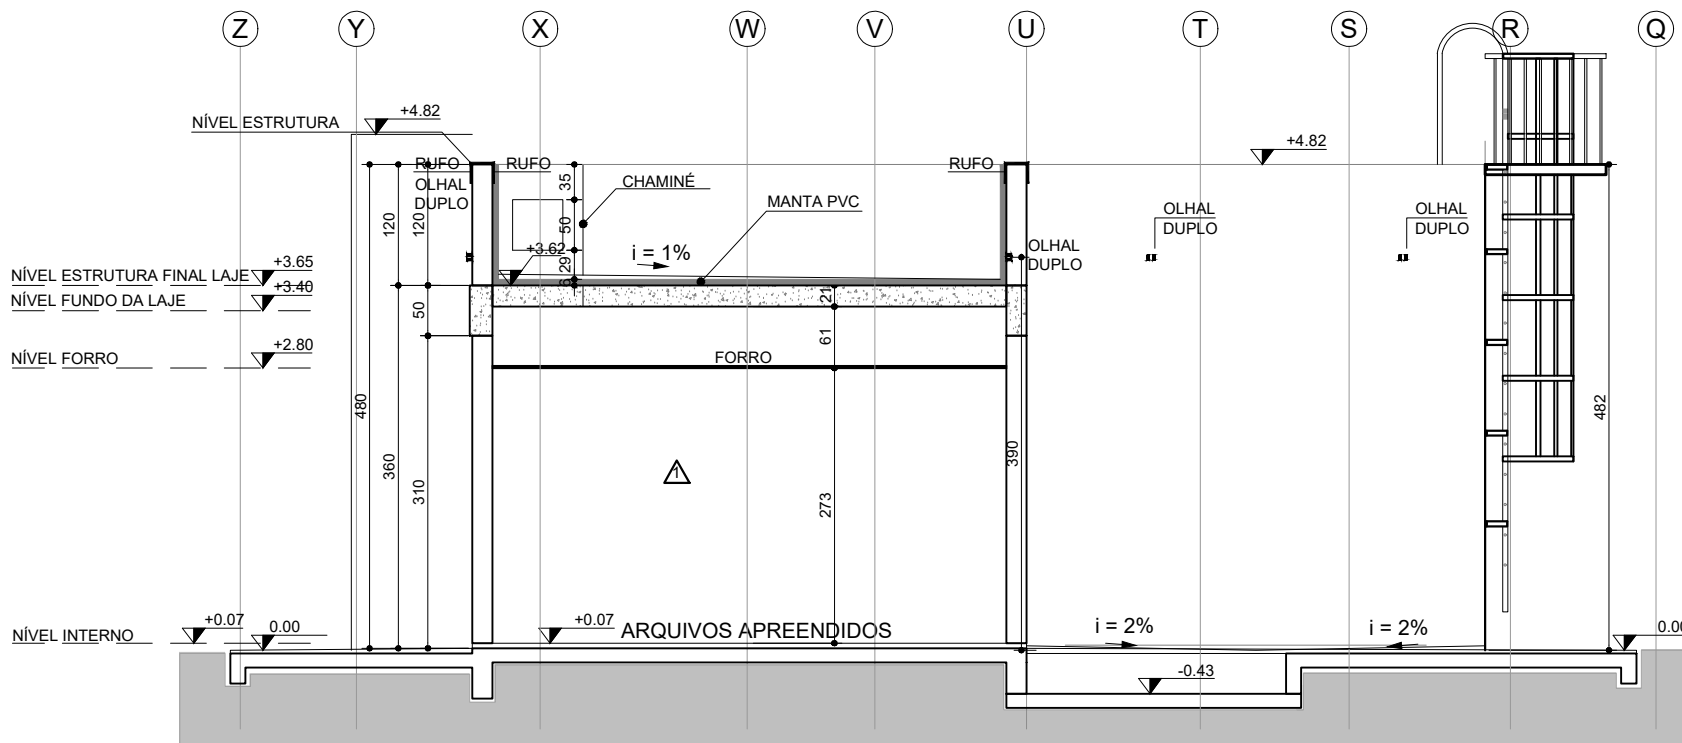 Z Y X W V U T S R Q
+4.82
NÍVEL ESTRUTURA
+4.82
RUFO RUFO RUFO
OLHAL
DUPLO
35
CHAMINÉ
MANTA PVC
OLHAL
DUPLO
OLHAL
DUPLO
120
120
50
+3.62
i = 1%
OLHAL
DUPLO
+3.65
NÍVEL ESTRUTURA FINAL LAJE
29
6
+3.40
NÍVEL FUNDO DA LAJE
50
21
61
+2.80
NÍVEL FORRO
FORRO
480
482
360
310
390
1
273
+0.07
NÍVEL INTERNO
0.00
+0.07
ARQUIVOS APREENDIDOS
i = 2%
i = 2%
0.00
-0.43